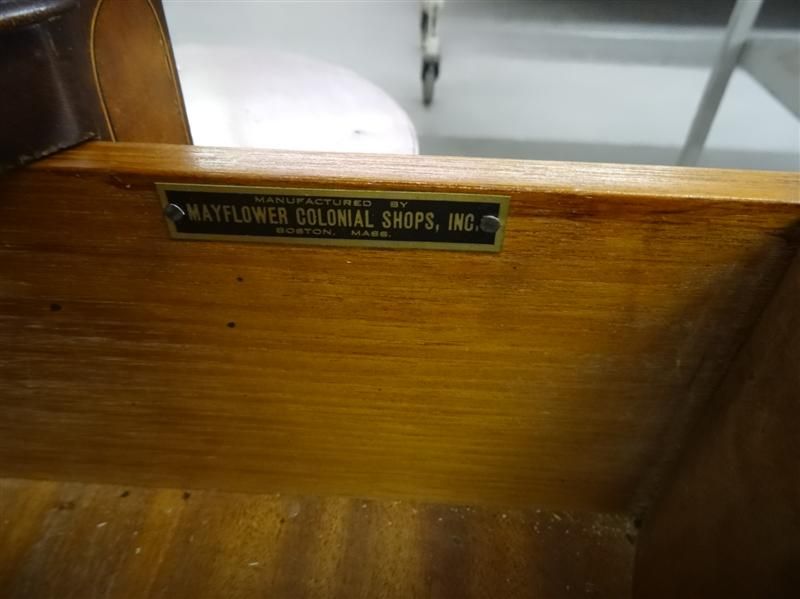 MANUFACTURED BY
MAYFLOWER COLONIAL SHOPS, INC.
BOSTON, MASS.